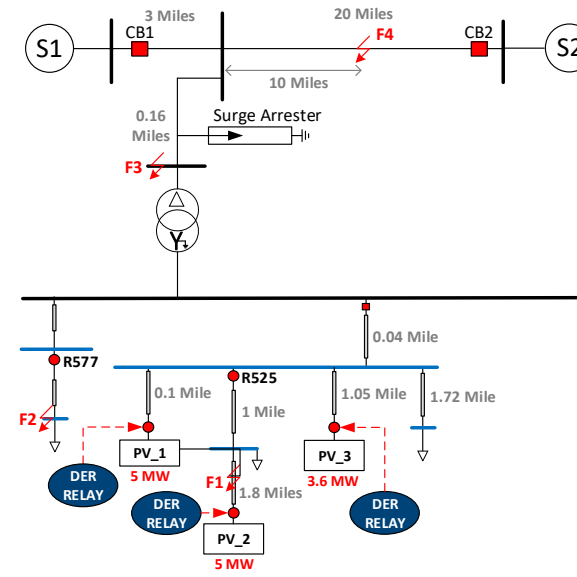 3 Miles
20 Miles
S1
CB1
F4
CB2
S2
10 Miles
0.16
Miles
Surge Arrester
F3
Δ
Y
0.04 Mile
R577
R525
0.1 Mile
1.05 Mile
1.72 Mile
1 Mile
F2
PV_1
PV_3
5 MW
F1
3.6 MW
DER
RELAY
1.8 Miles
DER
RELAY
DER
RELAY
PV_2
5 MW